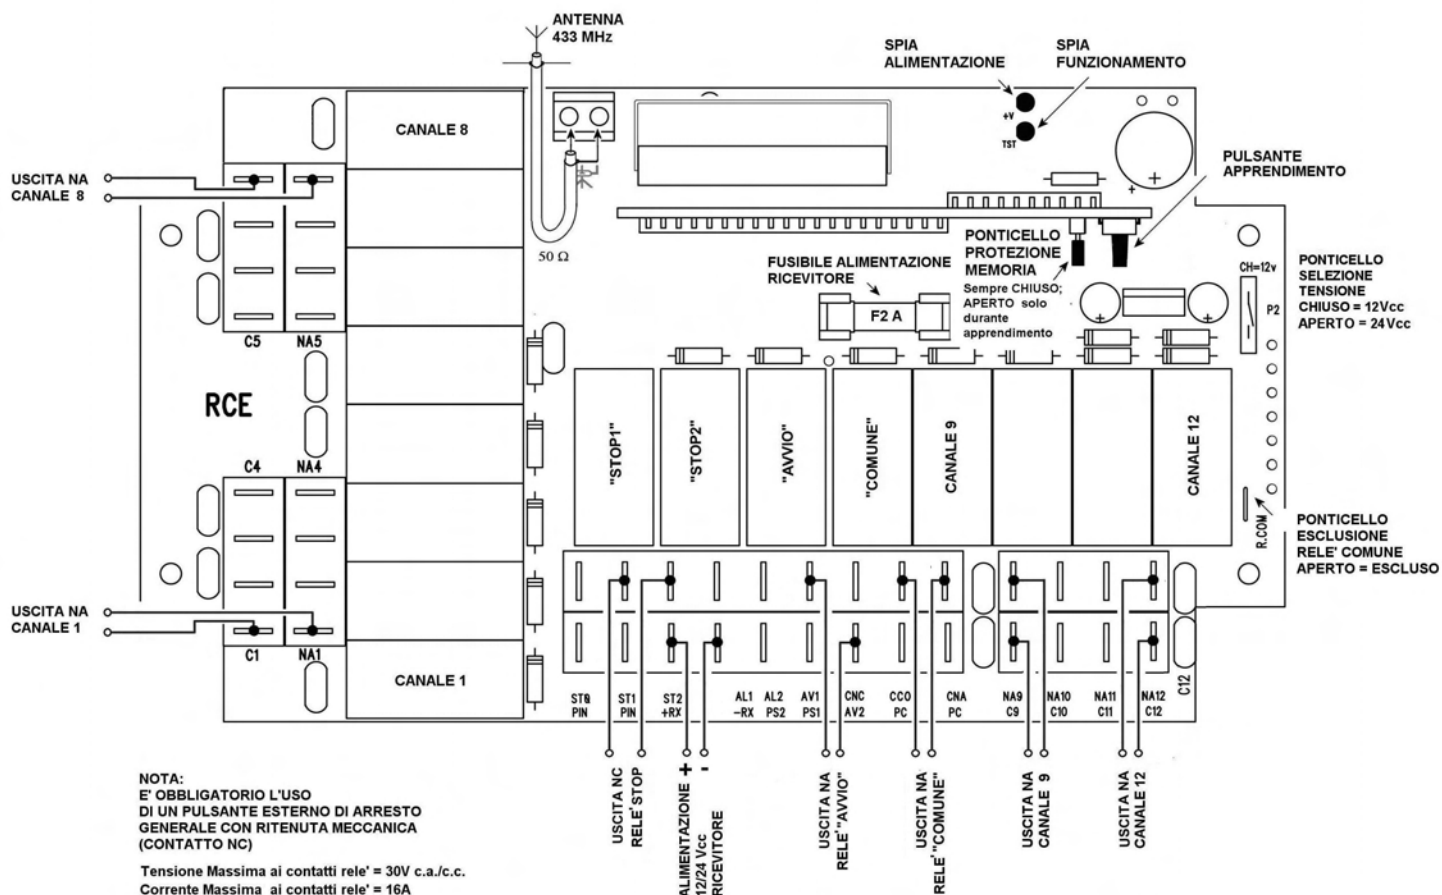 ANTENNA
433 MHz
SPIA
ALIMENTAZIONE
SPIA
FUNZIONAMENTO
CANALE 8
+V
TST
PULSANTE
APPRENDIMENTO
+
+
USCITA NA
CANALE 8
50 Ω
FUSIBILE ALIMENTAZIONE
RICEVITORE
PONTICELLO
PROTEZIONE
MEMORIA
Sempre CHIUSO;
APERTO solo
durante
apprendimento
CH=12v
P2
PONTICELLO
SELEZIONE
TENSIONE
CHIUSO = 12Vcc
APERTO = 24Vcc
F2 A
+
+
C5
NA5
RCE
C4
NA4
"STOP1"
"STOP2"
"AVVIO"
"COMUNE"
CANALE 9
CANALE 12
R.COM
PONTICELLO
ESCLUSIONE
RELE' COMUNE
APERTO = ESCLUSO
USCITA NA
CANALE 1
C1
NA1
CANALE 1
ST0 ST1 ST2 AL1 AL2 AV1 CNC CCO CNA NA9 NA10 NA11 NA12
PIN PIN +RX -RX PS2 PS1 AV2 PC PC C9 C10 C11 C12
C12
USCITA NC
RELE' STOP
ALIMENTAZIONE + -
12/24 Vcc
RICEVITORE
USCITA NA
RELE' "AVVIO"
USCITA NA
RELE' "COMUNE"
USCITA NA
CANALE 9
USCITA NA
CANALE 12
NOTA:
E' OBBLIGATORIO L'USO
DI UN PULSANTE ESTERNO DI ARRESTO
GENERALE CON RITENUTA MECCANICA
(CONTATTO NC)
Tensione Massima ai contatti rele' = 30V c.a./c.c.
Corrente Massima ai contatti rele' = 16A